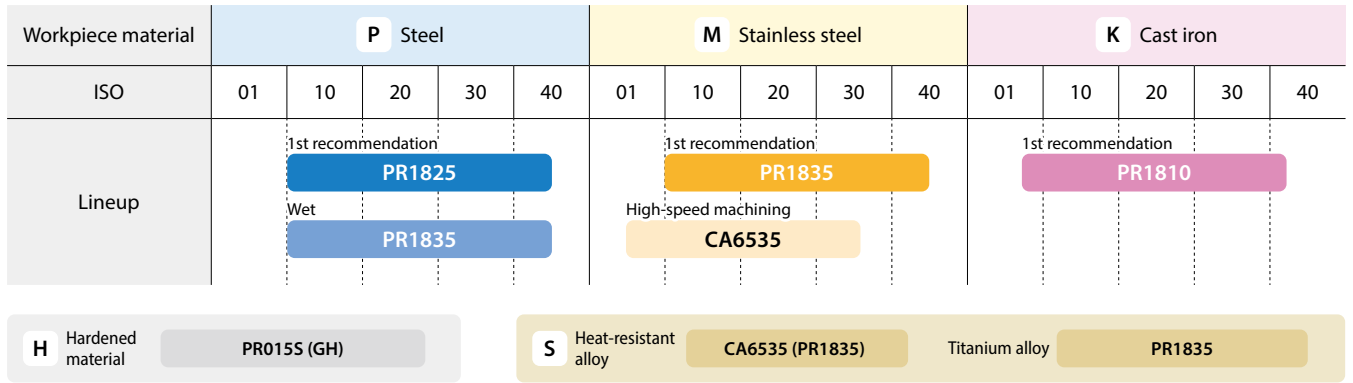 Workpiece material P Steel M Stainless steel K Cast iron
ISO 01 10 20 30 40 01 10 20 30 40 01 10 20 30 40
Lineup
1st recommendation 1st recommendation 1st recommendation
PR1825 PR1835 PR1810
Wet High-speed machining
PR1835 CA6535
H Hardened material PR015S (GH)
S Heat-resistant alloy CA6535 (PR1835) Titanium alloy PR1835